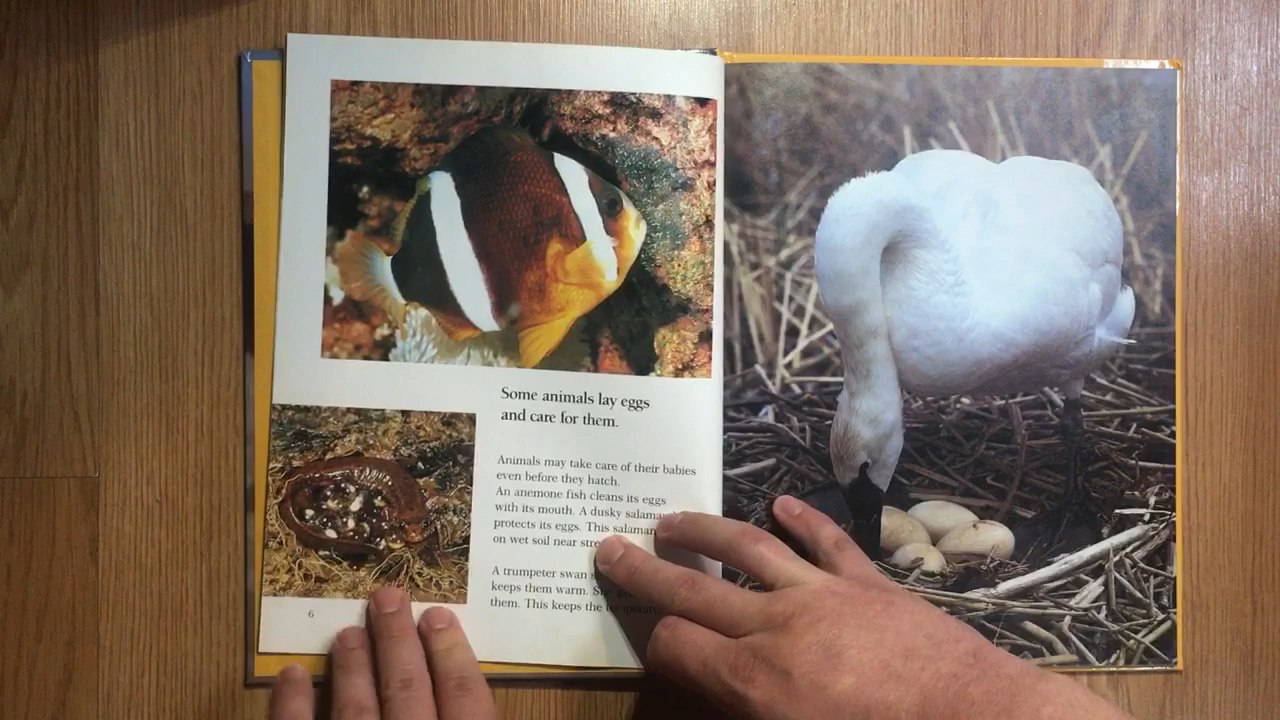 Some animals lay eggs
and care for them.
Animals may take care of their babies
even before they hatch.
An anemone fish cleans its eggs
with its mouth. A dusky
protects its eggs. This
on wet soil near
A trumpeter swan
keeps them warm.
them. This keeps the
6